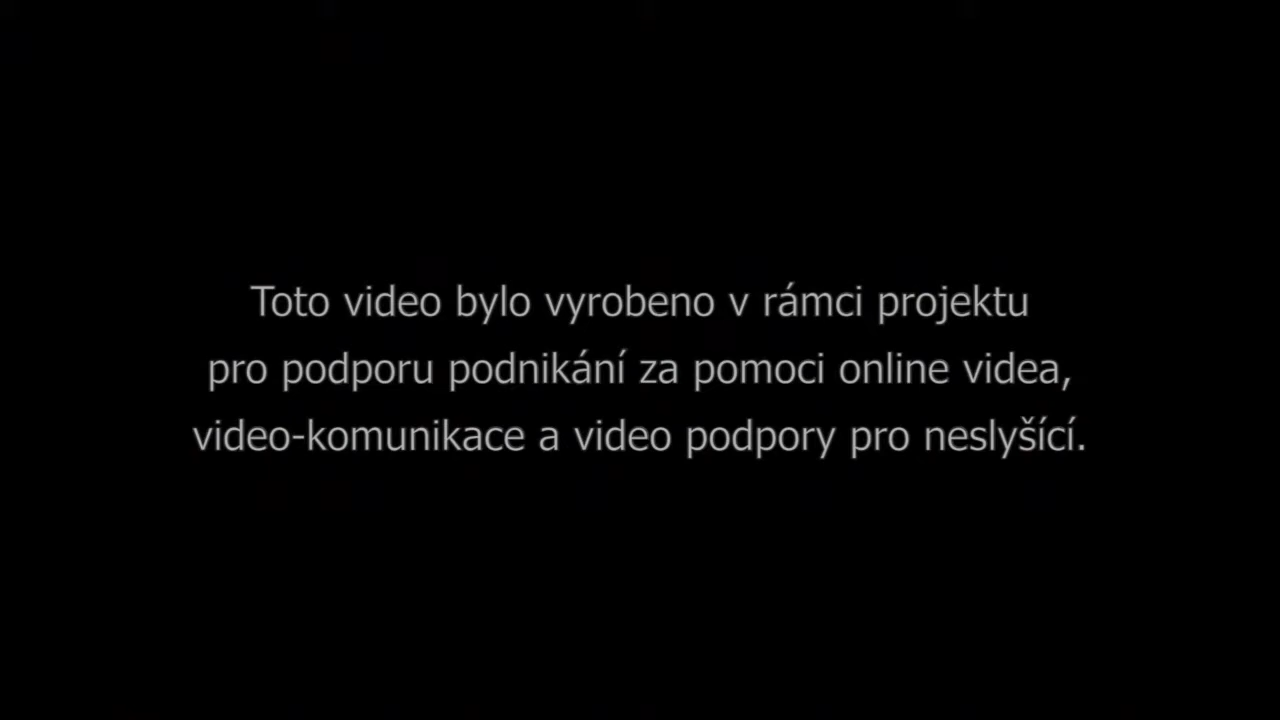 Toto video bylo vyrobeno v rámci projektu
pro podporu podnikání za pomoci online videa,
video-komunikace a video podpory pro neslyšící.